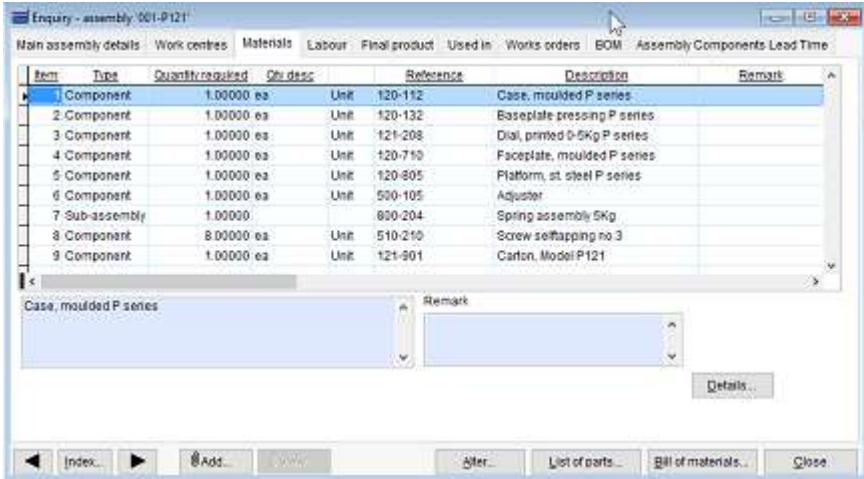 Enquiry - assembly '001-P121'
Main assembly details Work centres Materials Labour Final product Used in Works orders BOM Assembly Components Lead Time
Item Type Quantity required Qty desc Reference Description Remark
1 Component 1.00000 ea Unit 120-112 Case, moulded P series
2 Component 1.00000 ea Unit 120-132 Baseplate pressing P series
3 Component 1.00000 ea Unit 121-208 Dial, printed 0-5Kg P series
4 Component 1.00000 ea Unit 120-710 Faceplate, moulded P series
5 Component 1.00000 ea Unit 120-805 Platform, st. steel P series
6 Component 1.00000 ea Unit 500-105 Adjuster
7 Sub-assembly 1.00000 800-204 Spring assembly 5Kg
8 Component 8.00000 ea Unit 510-210 Screw selftapping no.3
9 Component 1.00000 ea Unit 121-901 Carton, Model P121
Case, moulded P series
Remark
Details...
Index... Add... Alter... List of parts... Bill of materials... Close